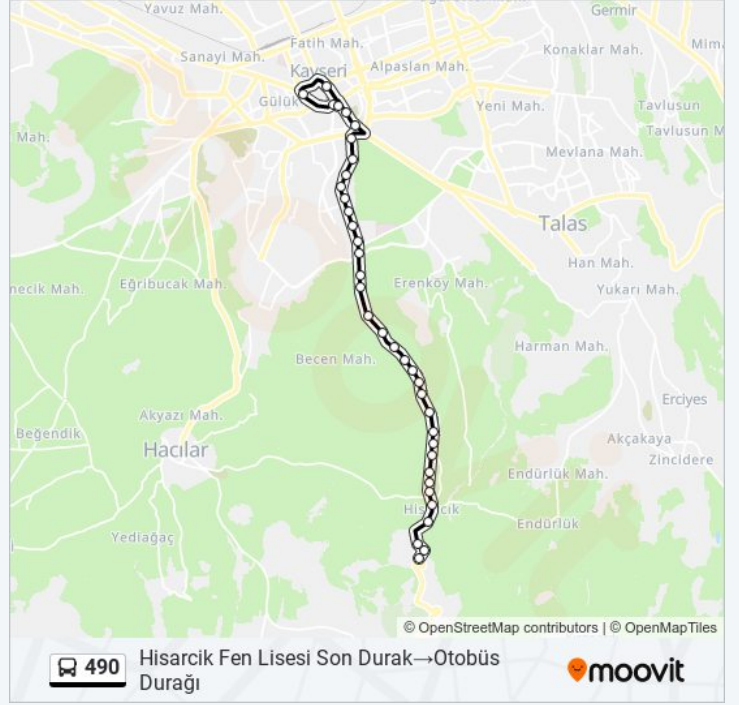 Yavuz Mah.
Germir
Fatih Mah.
Sanayi Mah.
Konaklar Mah.
Kayseri
Alpaslan Mah.
Gülük
Yeni Mah.
Tavlusun
Mah.
Tavlusun M
Mevlana Mah.
Talas
Han Mah.
Eğribucak Mah.
Erenköy Mah.
necik Mah.
Yukarı Mah.
Harman Mah.
Becen Mah.
Erciyes
Akyazı Mah.
Beğendik
Akçakaya
Hacılar
Zincidere
Endürlük Mah.
Endürlük
Yedlağaç
© OpenStreetMap contributors | © OpenMapTiles
490
Hisarcik Fen Lisesi Son Durak→Otobüs
Durağı
moovit